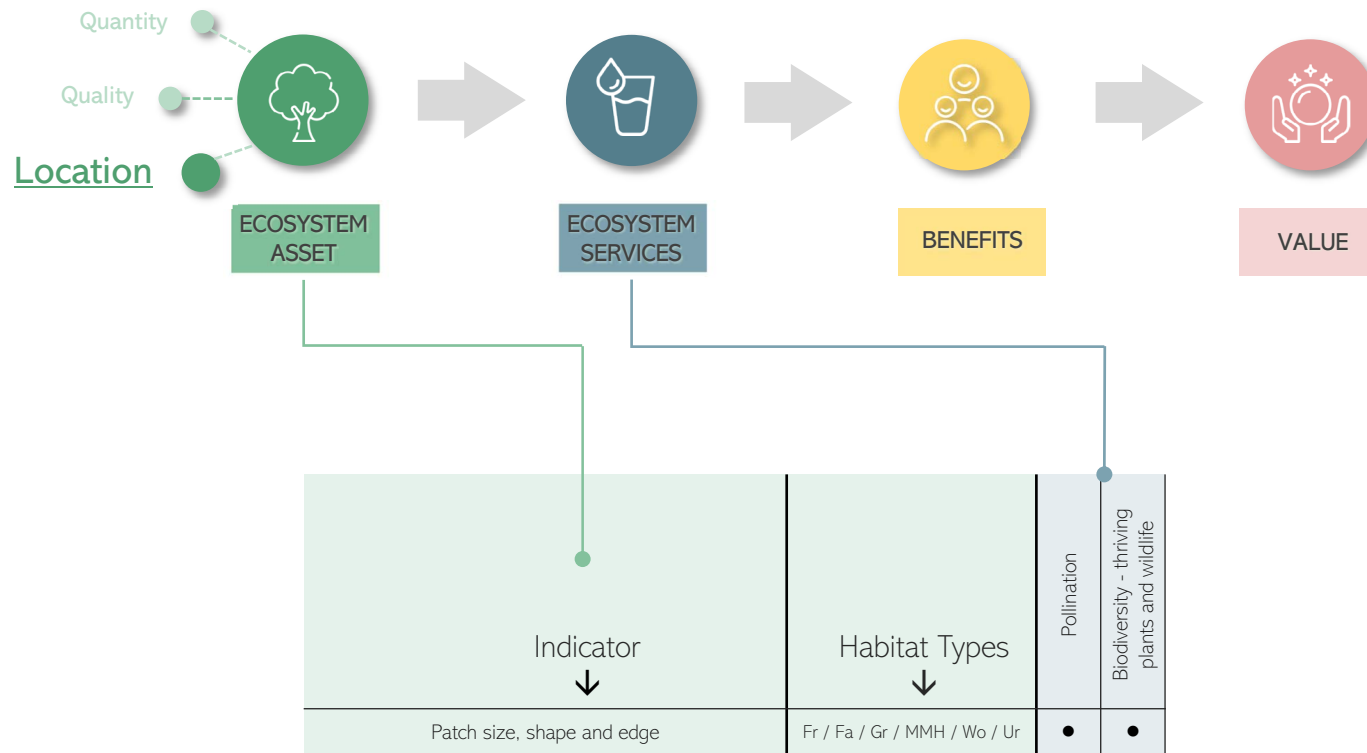 Quantity
Quality
Location
ECOSYSTEM
ASSET
ECOSYSTEM
SERVICES
BENEFITS
VALUE
Indicator
Habitat Types
Pollination
Biodiversity - thriving
plants and wildlife
Patch size, shape and edge
Fr / Fa / Gr / MMH / Wo / Ur